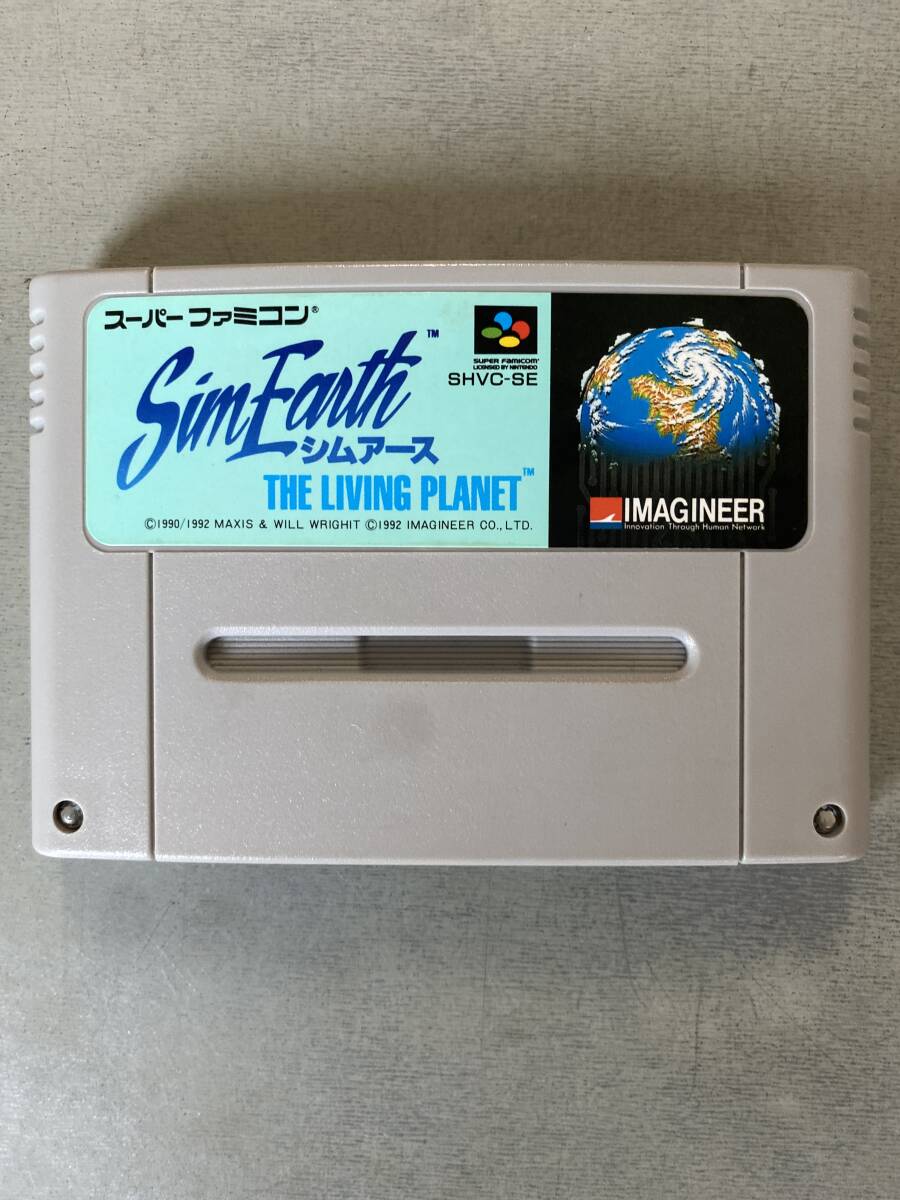 スーパー ファミコン®
SimEarth™
シムアース
THE LIVING PLANET™
©1990/1992 MAXIS & WILL WRIGHIT ©1992 IMAGINEER CO., LTD.
SUPER FAMICOM®
LICENSED BY NINTENDO
SHVC-SE
IMAGINEER
Innovation Through Human Network